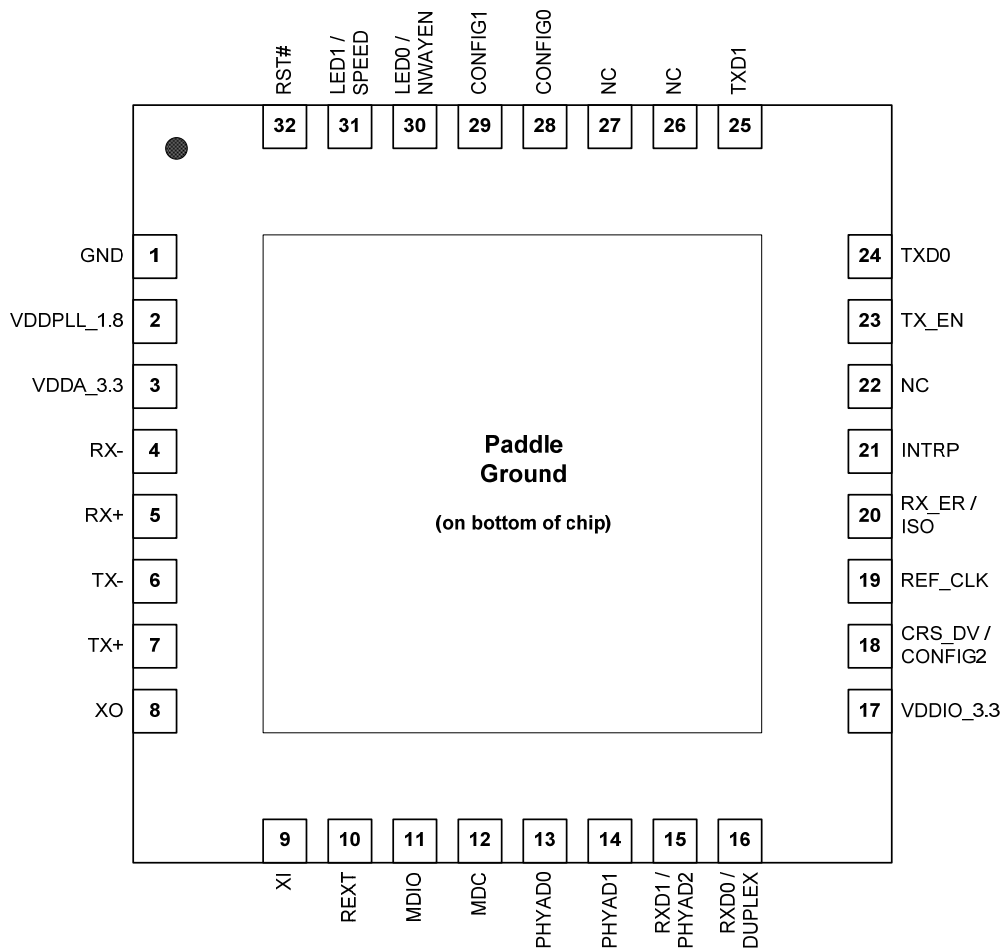 RST#
LED1 /
SPEED
LED0 /
NWAYEN
CONFIG1
CONFIG0
NC
NC
TXD1
32
31
30
29
28
27
26
25
GND 1
VDDPLL_1.8 2
VDDA_3.3 3
RX- 4
RX+ 5
TX- 6
TX+ 7
XO 8
Paddle
Ground
(on bottom of chip)
24 TXD0
23 TX_EN
22 NC
21 INTRP
20 RX_ER /
ISO
19 REF_CLK
18 CRS_DV /
CONFIG2
17 VDDIO_3.3
9
10
11
12
13
14
15
16
XI
REXT
MDIO
MDC
PHYAD0
PHYAD1
RXD1 /
PHYAD2
RXD0 /
DUPLEX